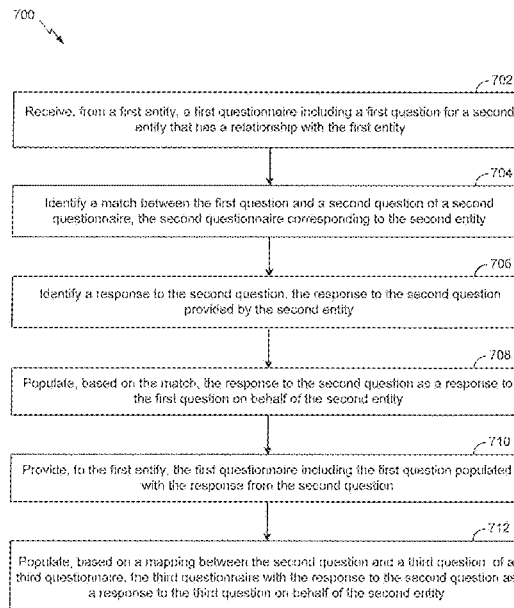 700
702
Receive, from a first entity, a first questionnaire including a first question for a second
entity that has a relationship with the first entity
704
Identify a match between the first question and a second question of a second
questionnaire, the second questionnaire corresponding to the second entity
706
Identify a response to the second question, the response to the second question
provided by the second entity
708
Populate, based on the match, the response to the second question as a response to
the first question on behalf of the second entity
710
Provide, to the first entity, the first questionnaire including the first question populated
with the response from the second question
712
Populate, based on a mapping between the second question and a third question of a
third questionnaire, the third questionnaire with the response to the second question as
a response to the third question on behalf of the second entity